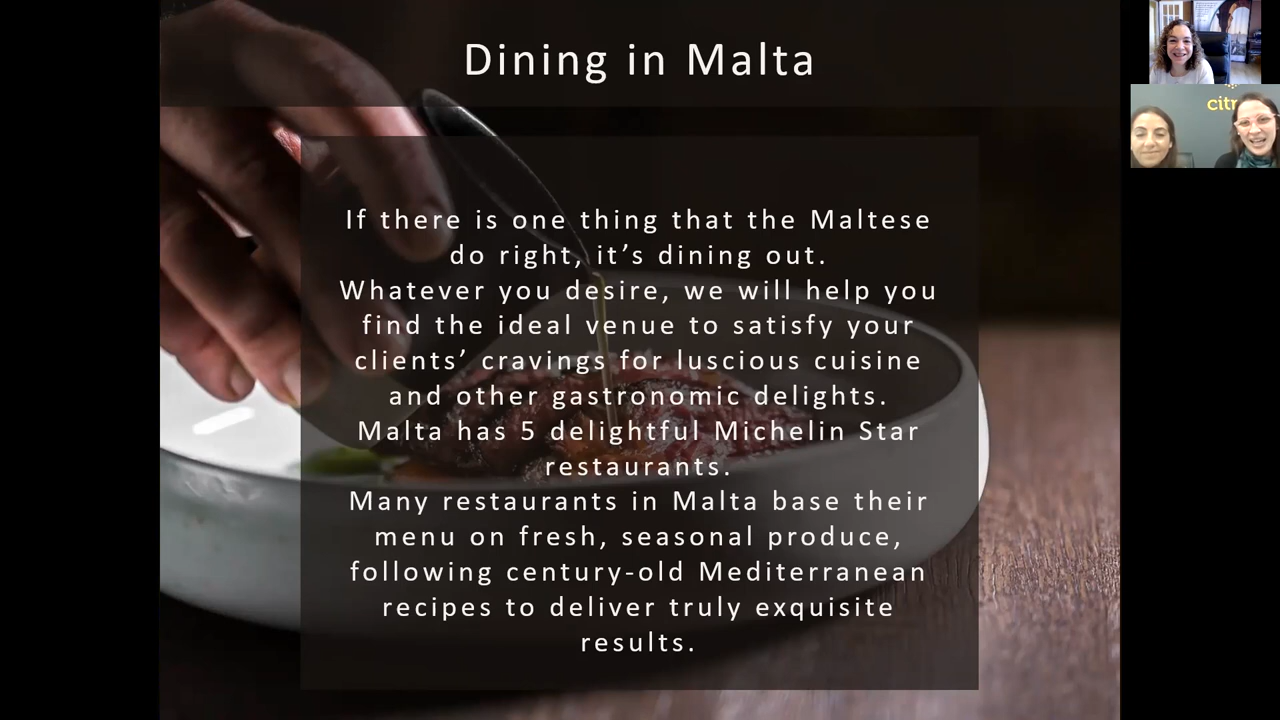 Dining in Malta
If there is one thing that the Maltese
do right, it’s dining out.
Whatever you desire, we will help you
find the ideal venue to satisfy your
clients’ cravings for luscious cuisine
and other gastronomic delights.
Malta has 5 delightful Michelin Star
restaurants.
Many restaurants in Malta base their
menu on fresh, seasonal produce,
following century-old Mediterranean
recipes to deliver truly exquisite
results.